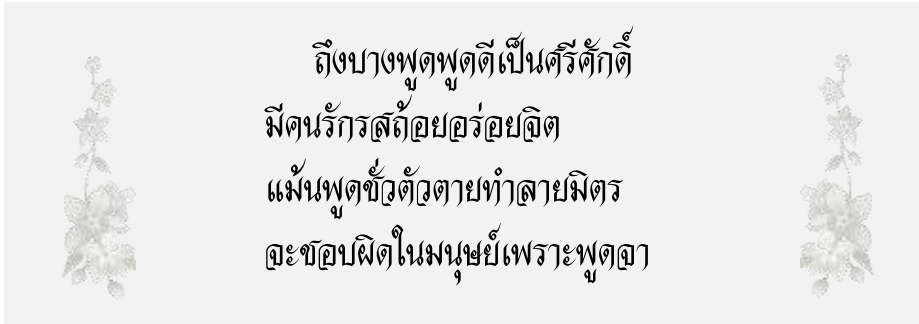 ถึงบางพูดพูดดีเป็นศรีศักดิ์
มีคนรักรสถ้อยอร่อยจิต
แม้นพูดชั่วตัวตายทำลายมิตร
จะชอบผิดในมนุษย์เพราะพูดจา